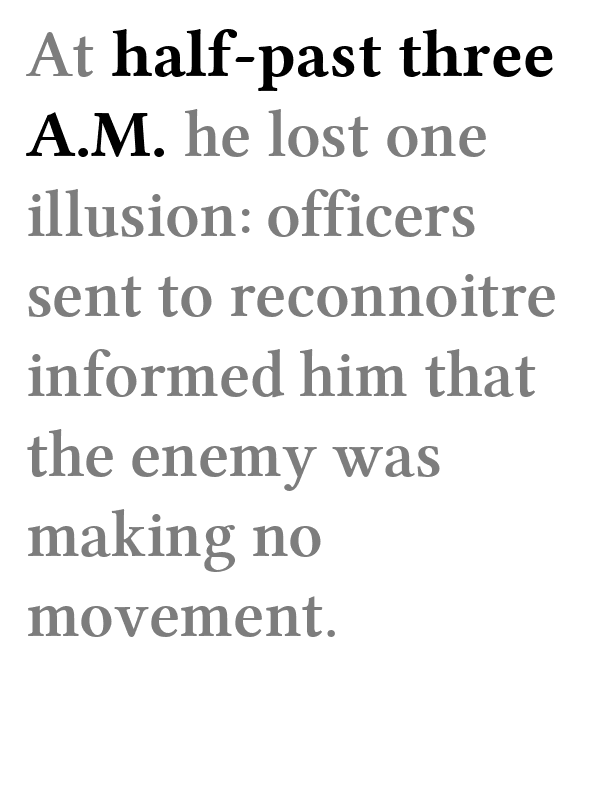 At half-past three
A.M. he lost one
illusion: officers
sent to reconnoitre
informed him that
the enemy was
making no
movement.